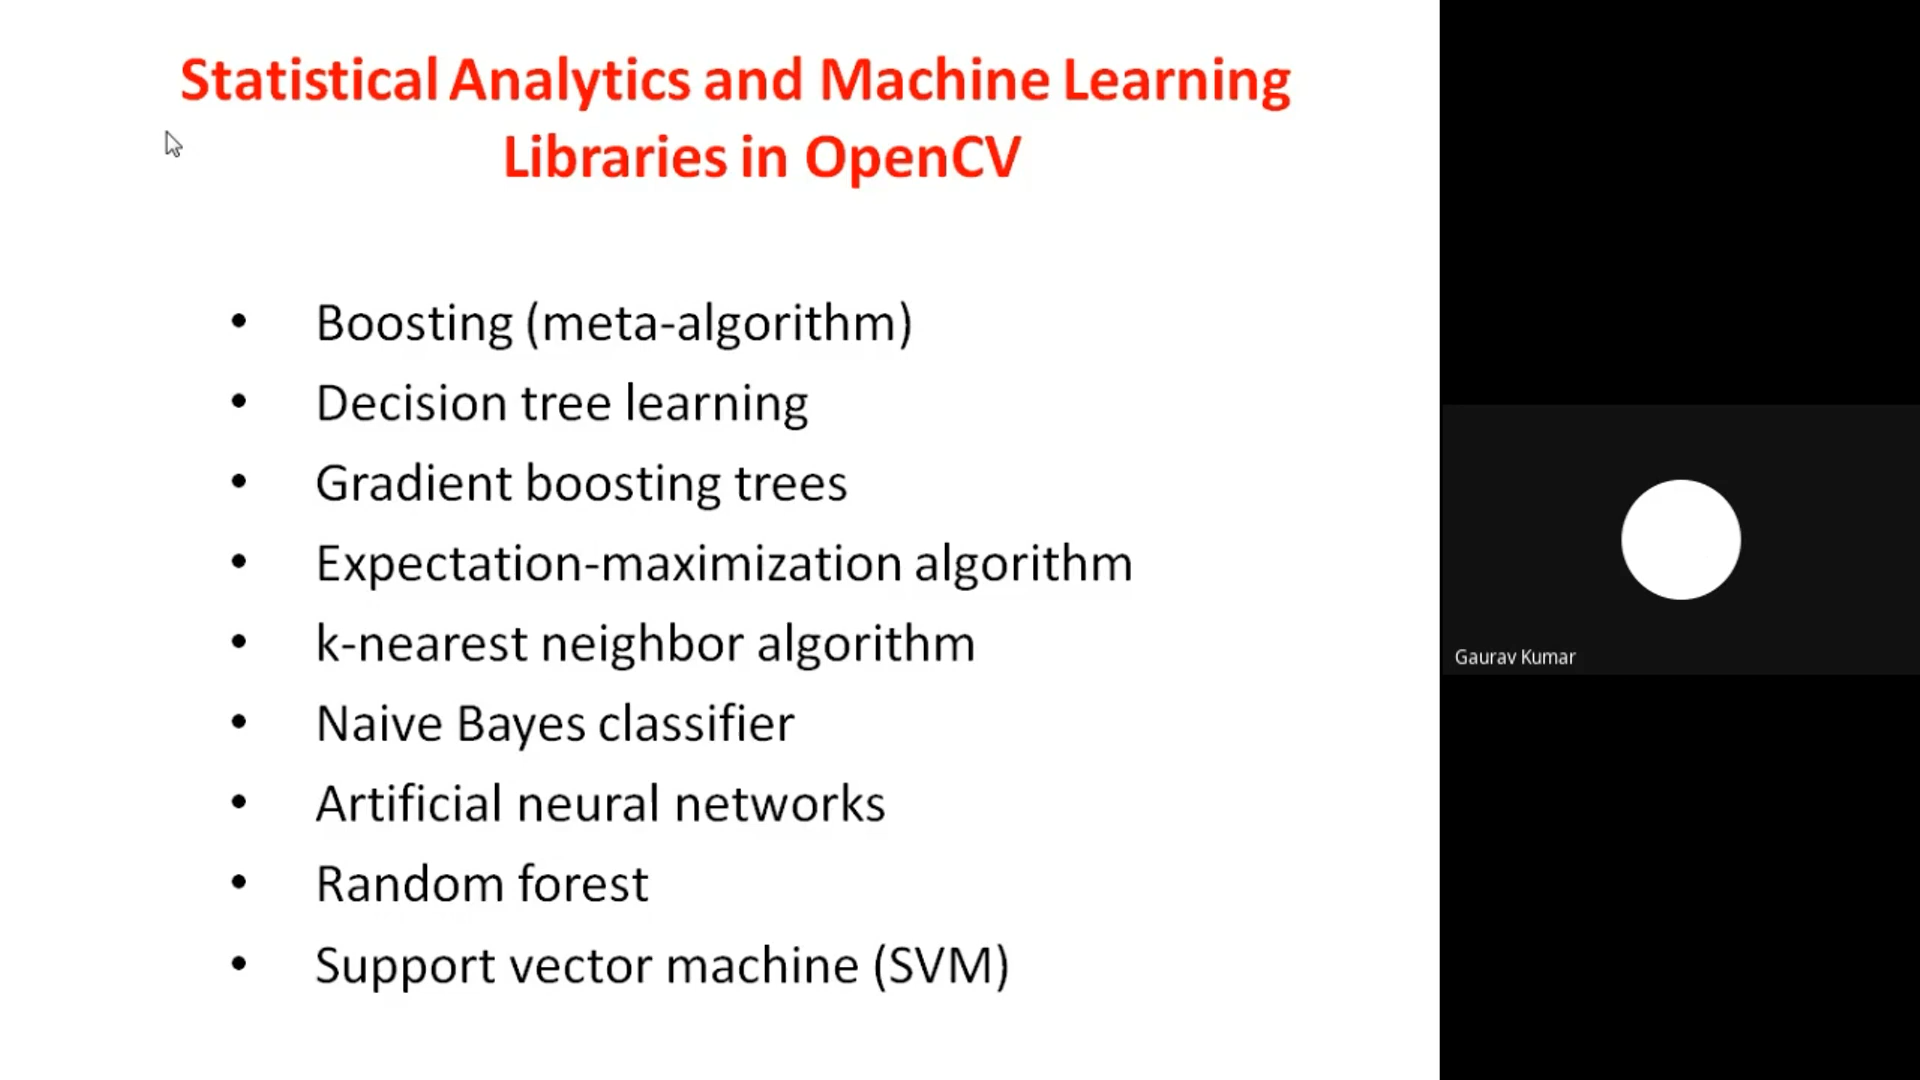 Statistical Analytics and Machine Learning
Libraries in OpenCV
• Boosting (meta-algorithm)
• Decision tree learning
• Gradient boosting trees
• Expectation-maximization algorithm
• k-nearest neighbor algorithm
• Naive Bayes classifier
• Artificial neural networks
• Random forest
• Support vector machine (SVM)
Gaurav Kumar